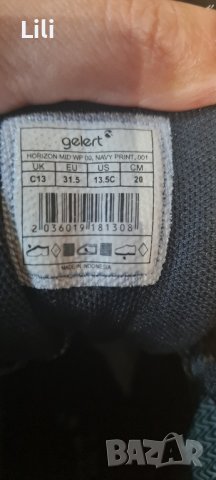 Lili
gelert
HORIZON MID WP 00, NAVY PRINT, 001
UK EU US CM
C13 31.5 13.5C 20
2 036019 181308
MADE IN INDONESIA
BAZAR